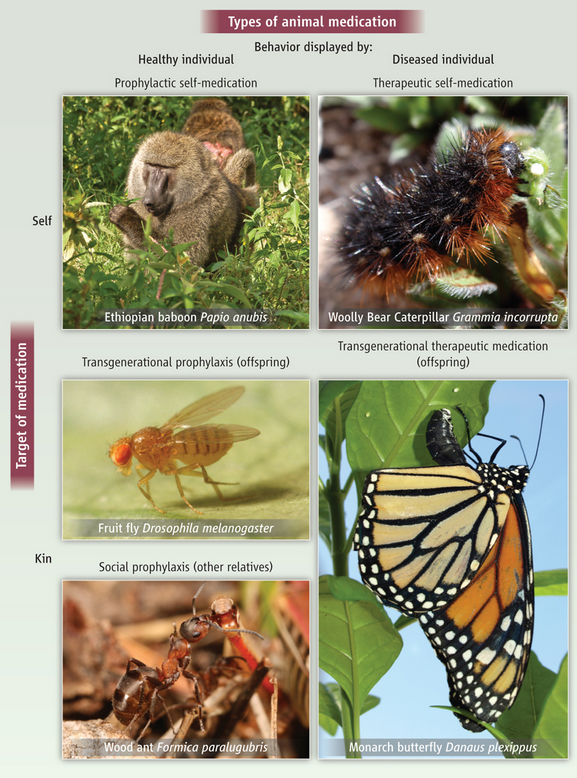 Types of animal medication
Behavior displayed by:
Healthy individual
Diseased individual
Prophylactic self-medication
Therapeutic self-medication
Target of medication
Self
Ethiopian baboon Papio anubis
Woolly Bear Caterpillar Grammia incorrupta
Transgenerational prophylaxis (offspring)
Transgenerational therapeutic medication
(offspring)
Fruit fly Drosophila melanogaster
Kin
Social prophylaxis (other relatives)
Wood ant Formica paralugubris
Monarch butterfly Danaus plexippus